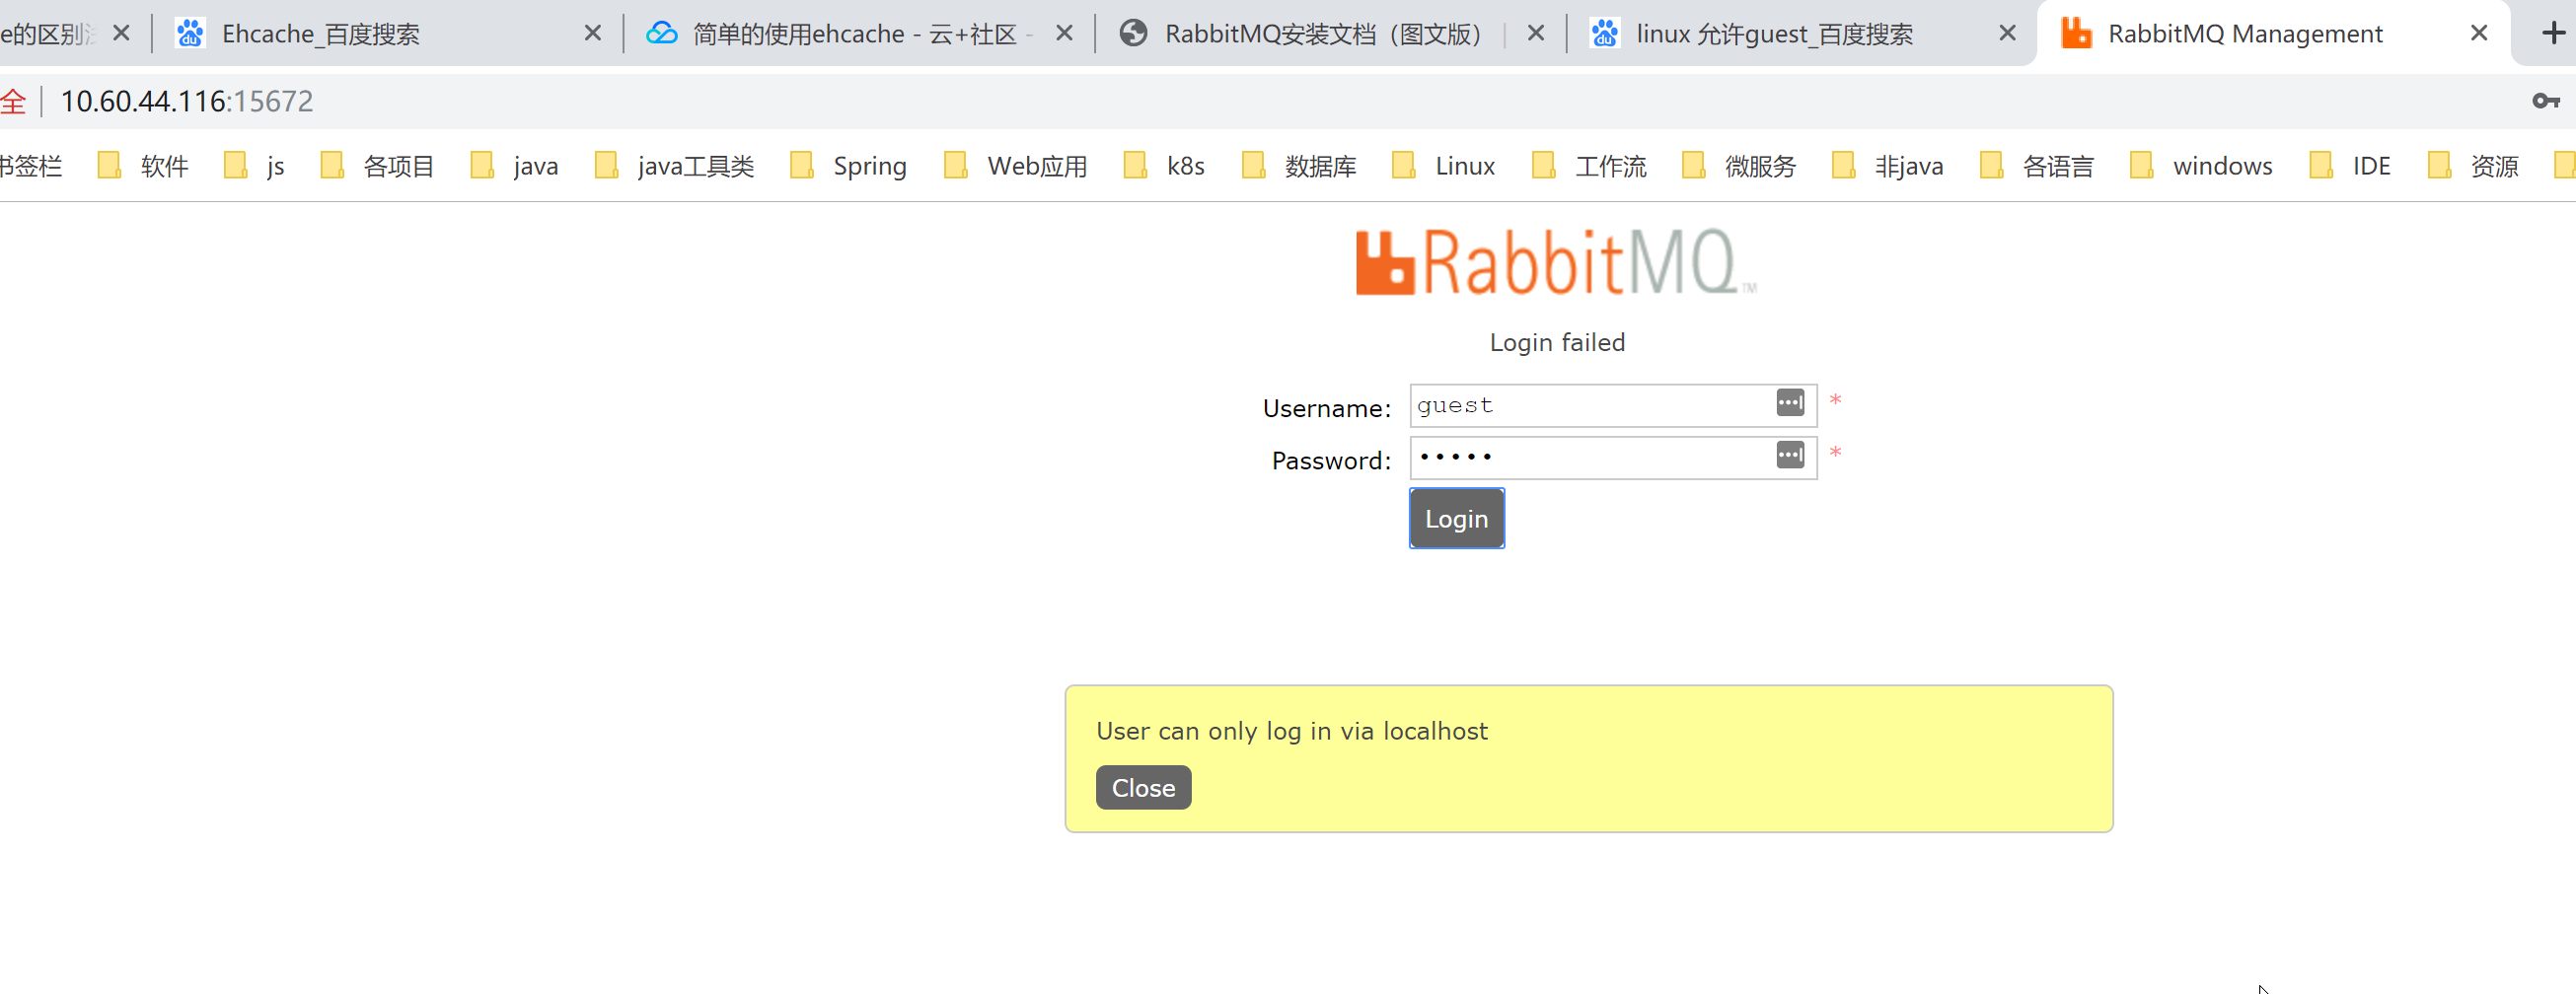 e的区别 Ehcache_百度搜索 简单的使用ehcache - 云+社区 - RabbitMQ安装文档（图文版） | linux 允许guest_百度搜索 RabbitMQ Management
全 10.60.44.116:15672
书签栏 软件 js 各项目 java java工具类 Spring Web应用 k8s 数据库 Linux 工作流 微服务 非java 各语言 windows IDE 资源
RabbitMQ™
Login failed
Username: guest *
Password: ••••• *
Login
User can only log in via localhost
Close